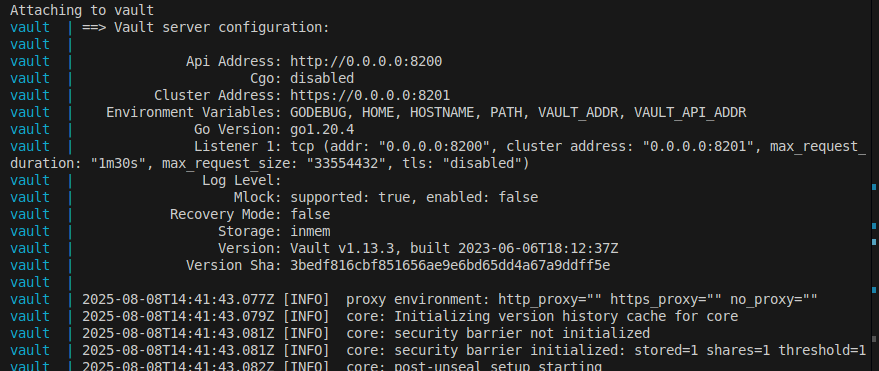 Attaching to vault
vault  | ==> Vault server configuration:
vault  |
vault  |              Api Address: http://0.0.0.0:8200
vault  |                      Cgo: disabled
vault  |          Cluster Address: https://0.0.0.0:8201
vault  |    Environment Variables: GODEBUG, HOME, HOSTNAME, PATH, VAULT_ADDR, VAULT_API_ADDR
vault  |               Go Version: go1.20.4
vault  |               Listener 1: tcp (addr: "0.0.0.0:8200", cluster address: "0.0.0.0:8201", max_request_
duration: "1m30s", max_request_size: "33554432", tls: "disabled")
vault  |                Log Level:
vault  |                    Mlock: supported: true, enabled: false
vault  |            Recovery Mode: false
vault  |                  Storage: inmem
vault  |                  Version: Vault v1.13.3, built 2023-06-06T18:12:37Z
vault  |              Version Sha: 3bedf816cbf851656ae9e6bd65dd4a67a9ddff5e
vault  |
vault  | 2025-08-08T14:41:43.077Z [INFO]  proxy environment: http_proxy="" https_proxy="" no_proxy=""
vault  | 2025-08-08T14:41:43.079Z [INFO]  core: Initializing version history cache for core
vault  | 2025-08-08T14:41:43.081Z [INFO]  core: security barrier not initialized
vault  | 2025-08-08T14:41:43.081Z [INFO]  core: security barrier initialized: stored=1 shares=1 threshold=1
vault  | 2025-08-08T14:41:43.082Z [INFO]  core: post-unseal setup starting